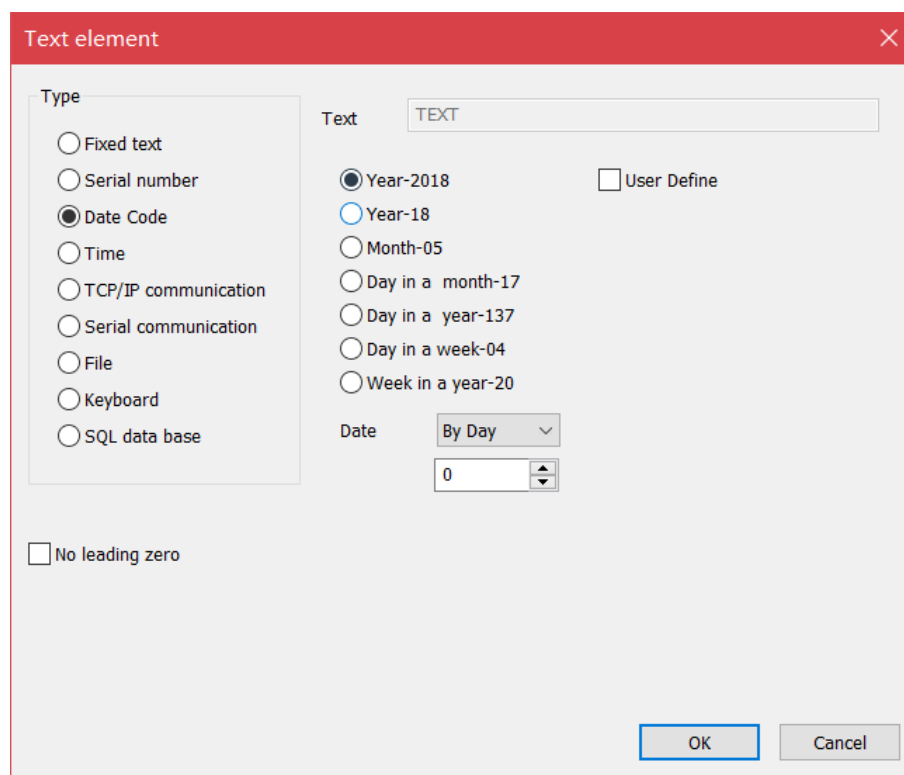 Text element
Type
Fixed text
Serial number
Date Code
Time
TCP/IP communication
Serial communication
File
Keyboard
SQL data base
No leading zero
Text TEXT
Year-2018 User Define
Year-18
Month-05
Day in a  month-17
Day in a  year-137
Day in a week-04
Week in a year-20
Date By Day
0
OK Cancel